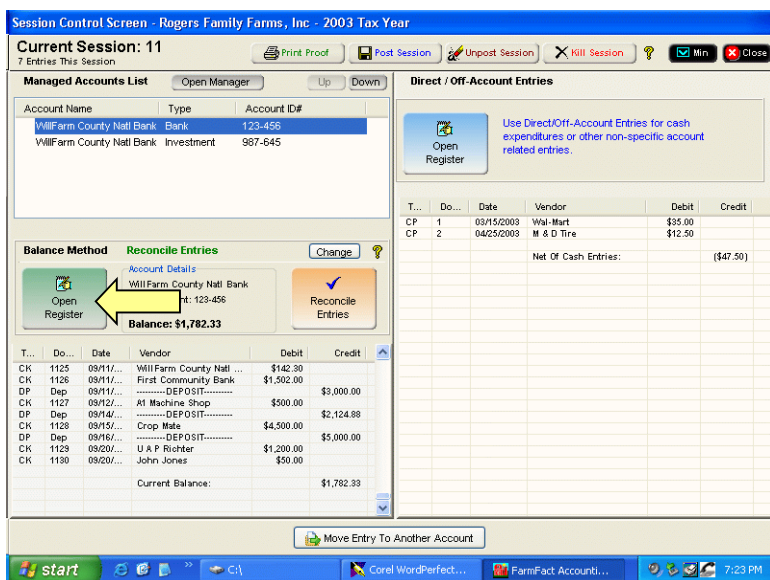 Session Control Screen - Rogers Family Farms, Inc - 2003 Tax Year
Current Session: 11
7 Entries This Session
Print Proof
Post Session
Unpost Session
Kill Session
?
Min
Close
Managed Accounts List
Open Manager
Up
Down
Account Name Type Account ID#
WillFarm County Natl Bank Bank 123-456
WillFarm County Natl Bank Investment 987-645
Balance Method Reconcile Entries
Change
?
Open
Register
Account Details
WillFarm County Natl Bank
nt: 123-456
Balance: $1,782.33
Reconcile
Entries
T... Do... Date Vendor Debit Credit
CK 1125 09/11/... WillFarm County Natl ... $142.30
CK 1126 09/11/... First Community Bank $1,502.00
DP Dep 09/11/... ----------DEPOSIT---------- $3,000.00
CK 1127 09/12/... A1 Machine Shop $500.00
DP Dep 09/14/... ----------DEPOSIT---------- $2,124.88
CK 1128 09/15/... Crop Mate $4,500.00
DP Dep 09/16/... ----------DEPOSIT---------- $5,000.00
CK 1129 09/20/... U A P Richter $1,200.00
CK 1130 09/20/... John Jones $50.00
Current Balance: $1,782.33
Direct / Off-Account Entries
Open
Register
Use Direct/Off-Account Entries for cash
expenditures or other non-specific account
related entries.
T... Do... Date Vendor Debit Credit
CP 1 03/15/2003 Wal-Mart $35.00
CP 2 04/25/2003 M & D Tire $12.50
Net Of Cash Entries: ($47.50)
Move Entry To Another Account
start
»
C:\
Corel WordPerfect...
FarmFact Accounti...
7:23 PM